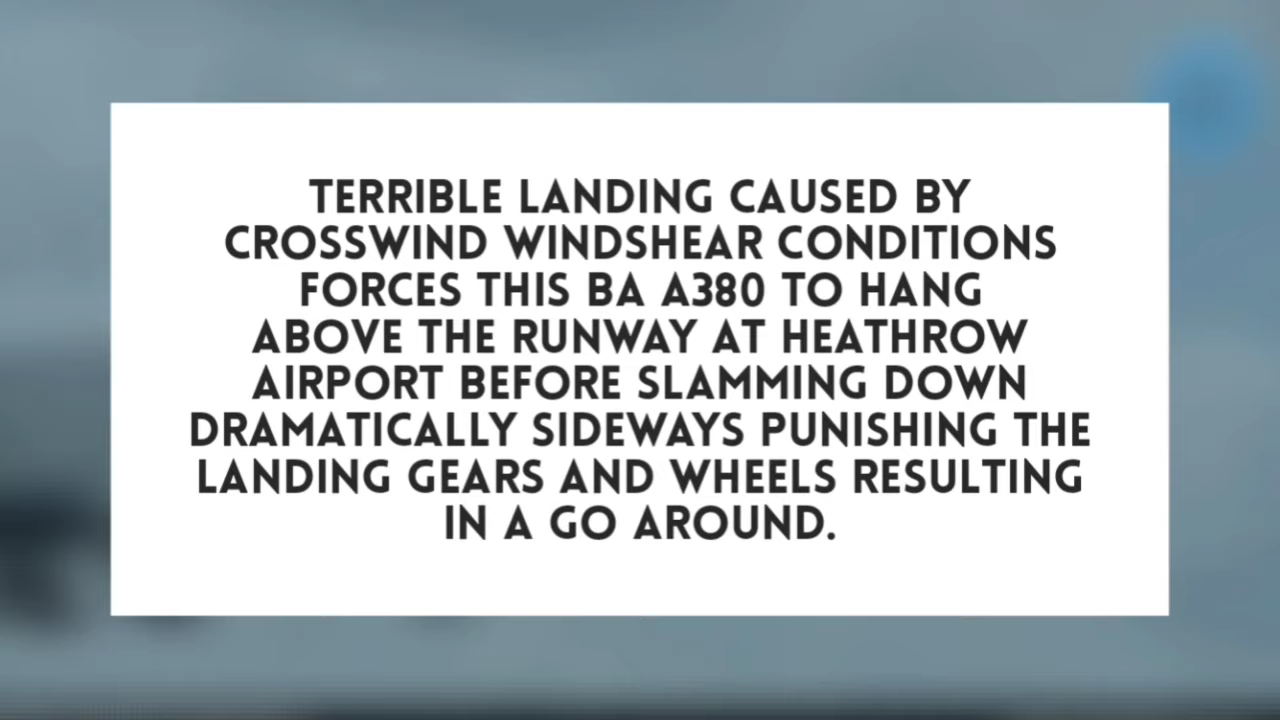 TERRIBLE LANDING CAUSED BY
CROSSWIND WINDSHEAR CONDITIONS
FORCES THIS BA A380 TO HANG
ABOVE THE RUNWAY AT HEATHROW
AIRPORT BEFORE SLAMMING DOWN
DRAMATICALLY SIDEWAYS PUNISHING THE
LANDING GEARS AND WHEELS RESULTING
IN A GO AROUND.